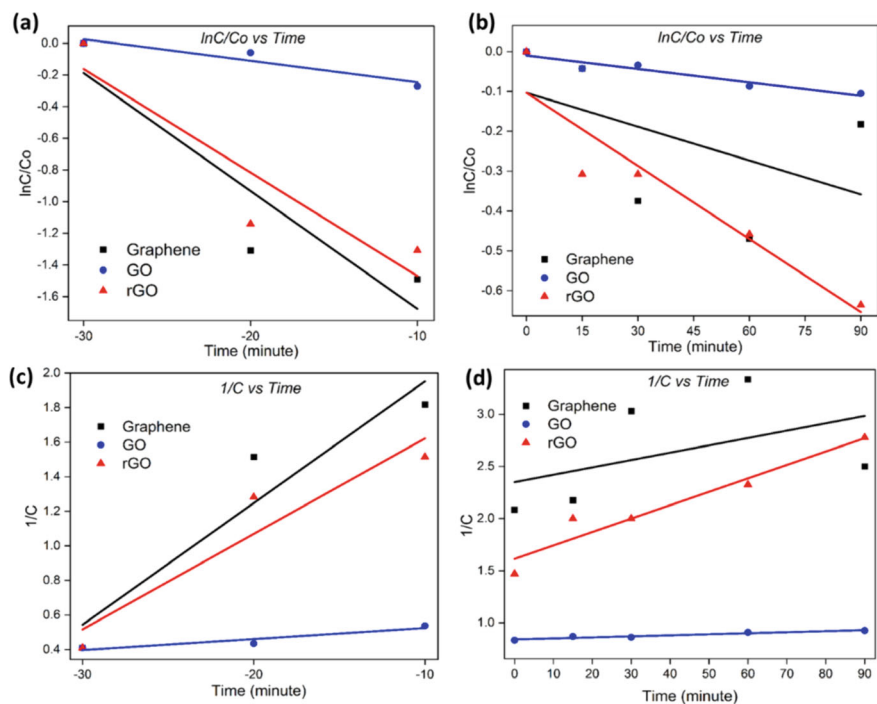 (a)
lnC/Co vs Time
0.0
-0.2
-0.4
-0.6
-0.8
-1.0
-1.2
-1.4
-1.6
lnC/Co
Graphene
GO
rGO
-30
-20
-10
Time (minute)
(b)
lnC/Co vs Time
0.0
-0.1
-0.2
-0.3
-0.4
-0.5
-0.6
lnC/Co
Graphene
GO
rGO
0
15
30
45
60
75
90
Time (minute)
(c)
1/C vs Time
2.0
1.8
1.6
1.4
1.2
1.0
0.8
0.6
0.4
1/C
Graphene
GO
rGO
-30
-20
-10
Time (minute)
(d)
1/C vs Time
3.0
2.5
2.0
1.5
1.0
1/C
Graphene
GO
rGO
0
10
20
30
40
50
60
70
80
90
Time (minute)